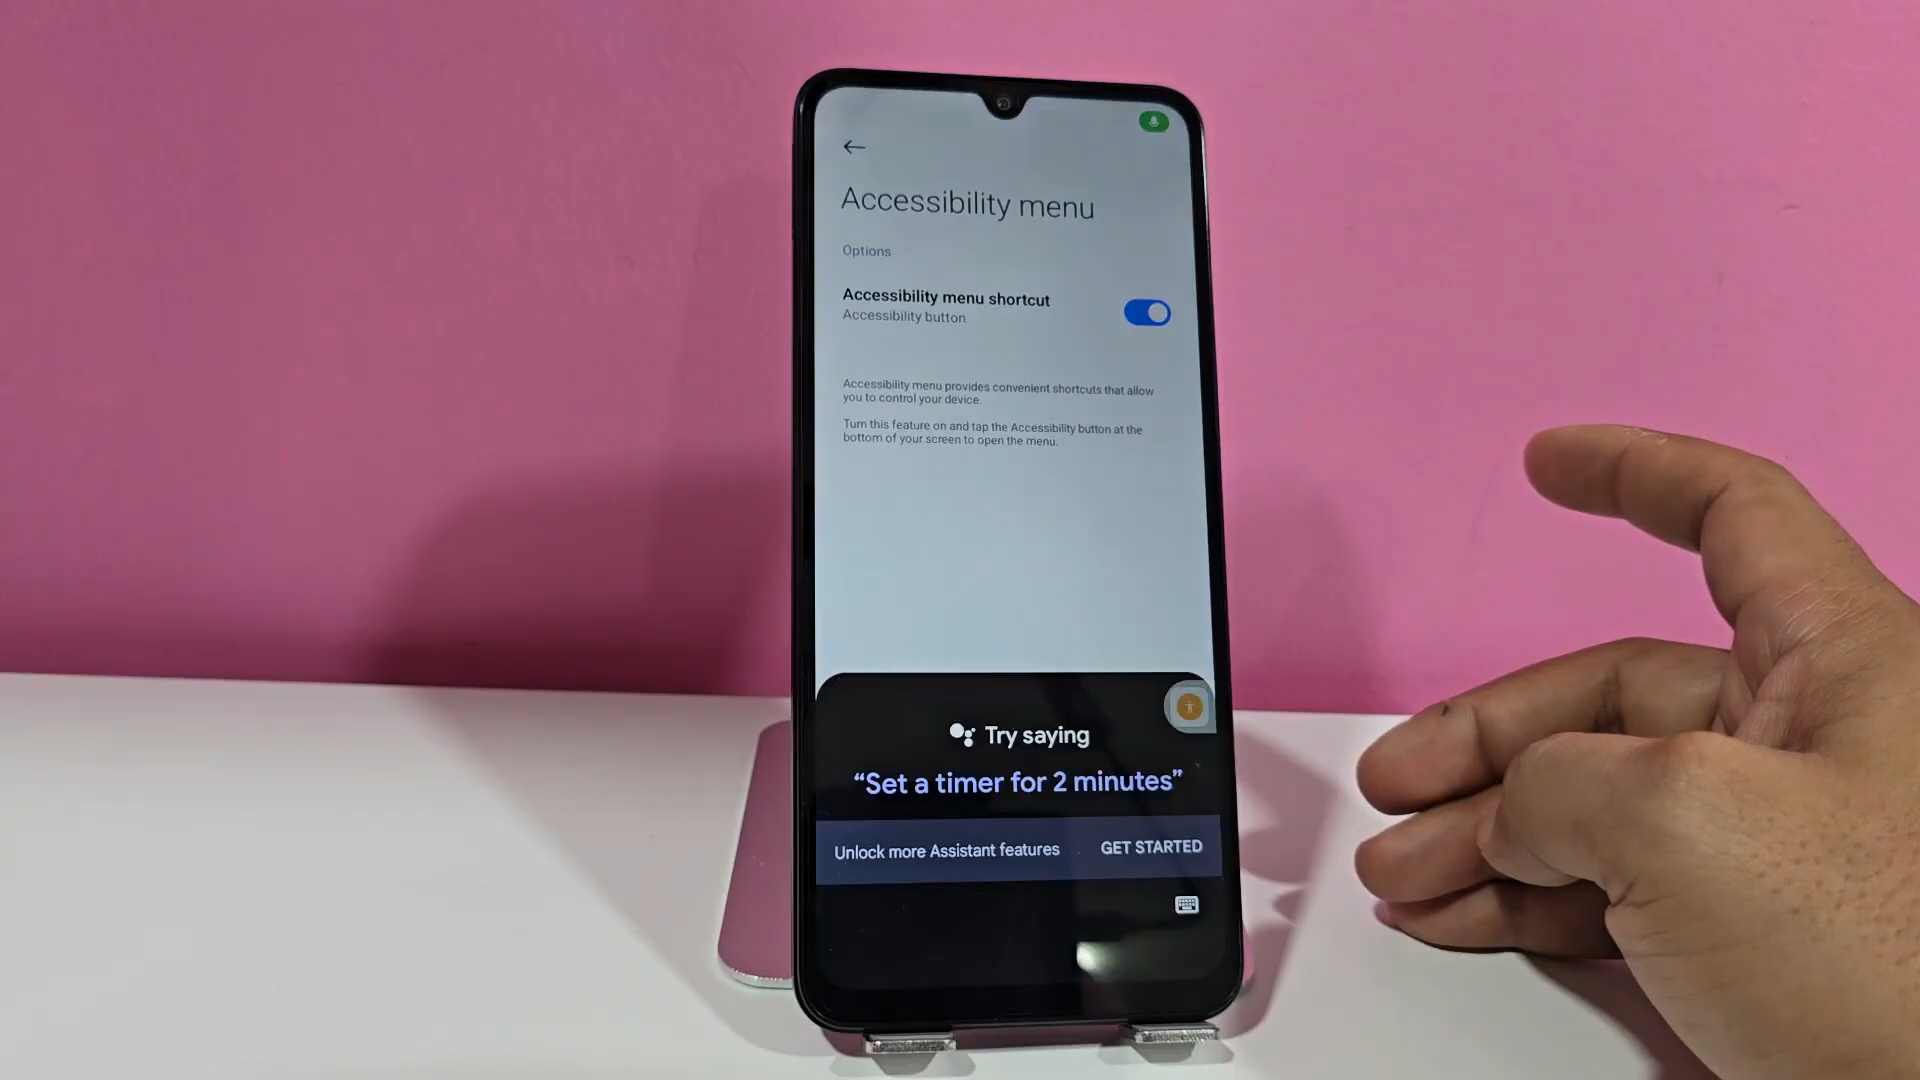 Accessibility menu
Options
Accessibility menu shortcut
Accessibility button
Accessibility menu provides convenient shortcuts that allow
you to control your device.
Turn this feature on and tap the Accessibility button at the
bottom of your screen to open the menu.
Try saying
“Set a timer for 2 minutes”
Unlock more Assistant features GET STARTED